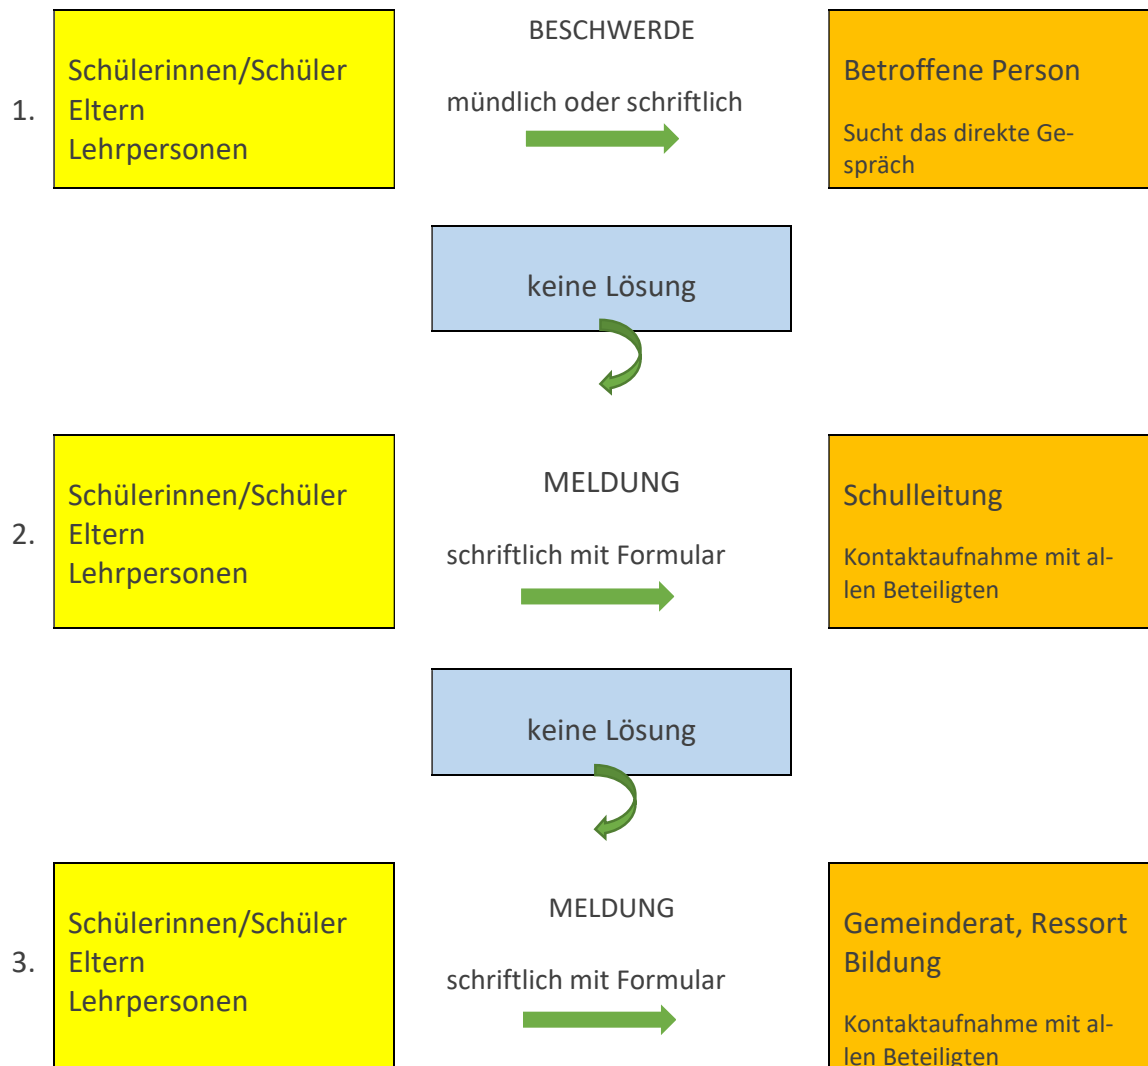 1.
Schülerinnen/Schüler
Eltern
Lehrpersonen
BESCHWERDE
mündlich oder schriftlich
Betroffene Person
Sucht das direkte Ge-
spräch
keine Lösung
2.
Schülerinnen/Schüler
Eltern
Lehrpersonen
MELDUNG
schriftlich mit Formular
Schulleitung
Kontaktaufnahme mit al-
len Beteiligten
keine Lösung
3.
Schülerinnen/Schüler
Eltern
Lehrpersonen
MELDUNG
schriftlich mit Formular
Gemeinderat, Ressort
Bildung
Kontaktaufnahme mit al-
len Beteiligten